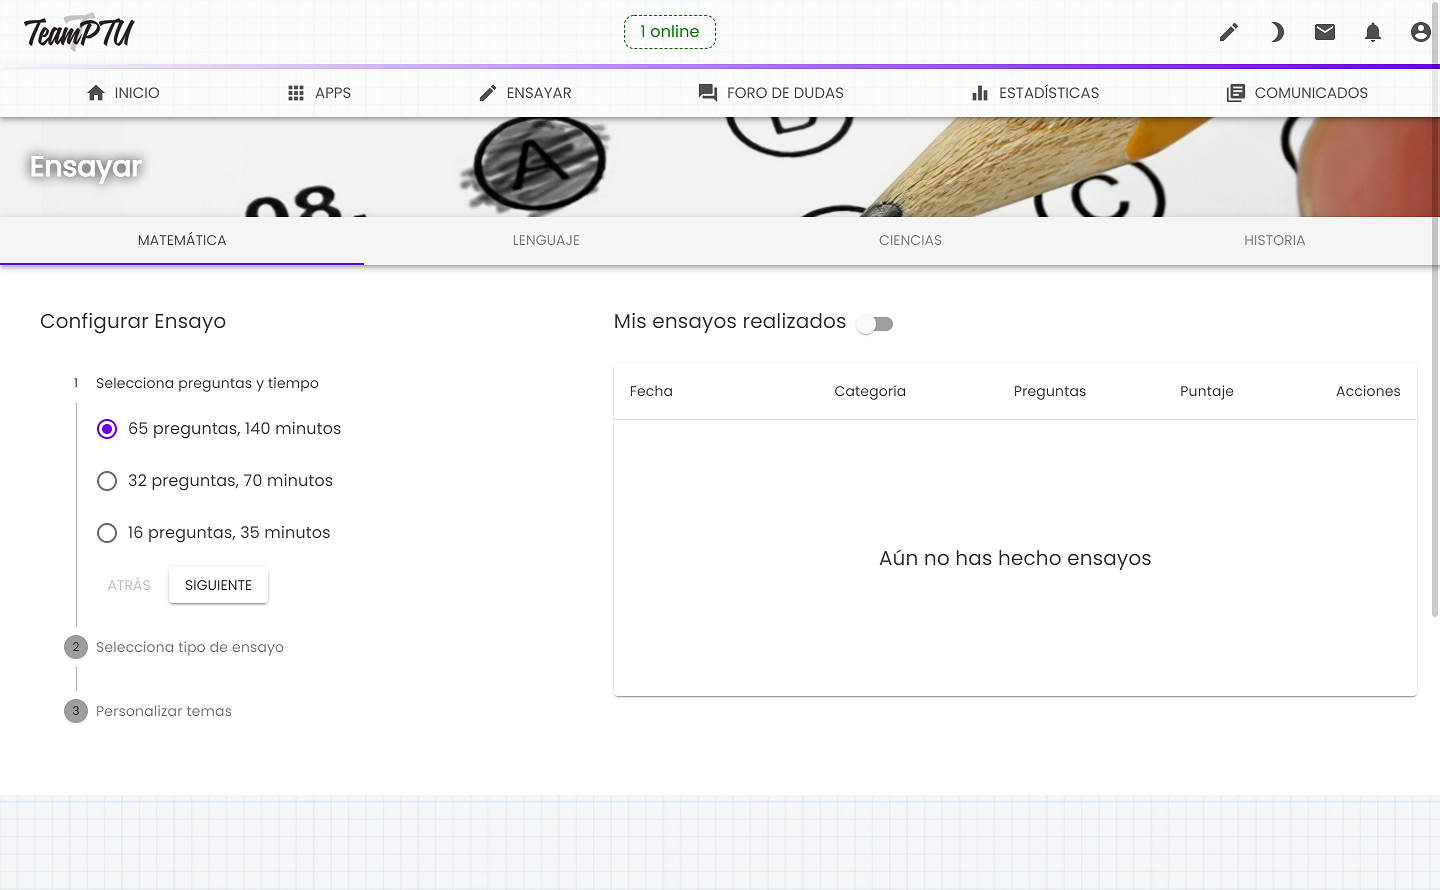 TeamPTU
1 online
INICIO
APPS
ENSAYAR
FORO DE DUDAS
ESTADÍSTICAS
COMUNICADOS
Ensayar
98.
A
B
C
MATEMÁTICA
LENGUAJE
CIENCIAS
HISTORIA
Configurar Ensayo
1 Selecciona preguntas y tiempo
65 preguntas, 140 minutos
32 preguntas, 70 minutos
16 preguntas, 35 minutos
ATRÁS
SIGUIENTE
2 Selecciona tipo de ensayo
3 Personalizar temas
Mis ensayos realizados
Fecha Categoría Preguntas Puntaje Acciones
Aún no has hecho ensayos